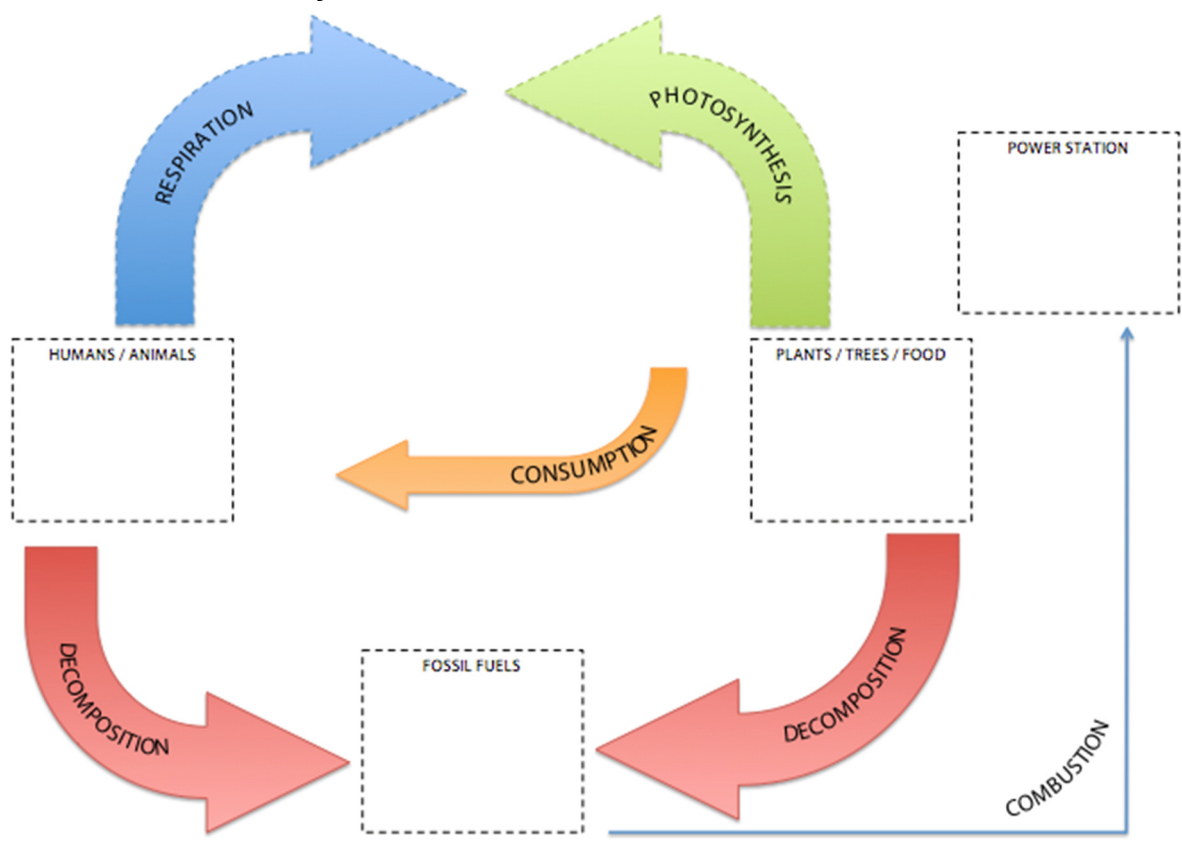 RESPIRATION
PHOTOSYNTHESIS
POWER STATION
HUMANS / ANIMALS
PLANTS / TREES / FOOD
CONSUMPTION
DECOMPOSITION
FOSSIL FUELS
DECOMPOSITION
COMBUSTION